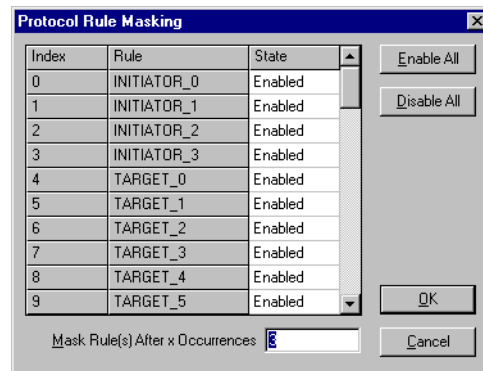 Protocol Rule Masking
Index Rule State
0 INITIATOR_0 Enabled
1 INITIATOR_1 Enabled
2 INITIATOR_2 Enabled
3 INITIATOR_3 Enabled
4 TARGET_0 Enabled
5 TARGET_1 Enabled
6 TARGET_2 Enabled
7 TARGET_3 Enabled
8 TARGET_4 Enabled
9 TARGET_5 Enabled
Mask Rule(s) After x Occurrences 3
Enable All
Disable All
OK
Cancel